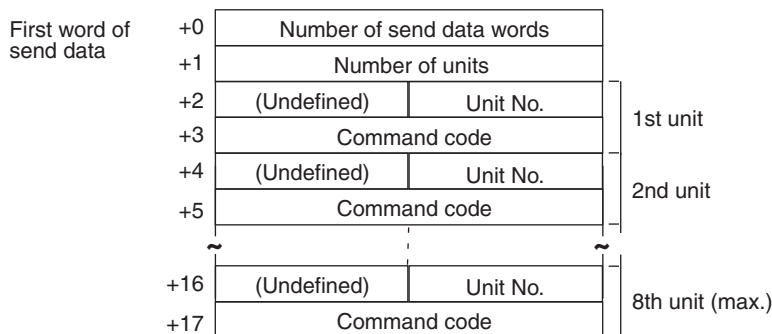 First word of
send data
+0 Number of send data words
+1 Number of units
+2 (Undefined) Unit No.
+3 Command code
1st unit
+4 (Undefined) Unit No.
+5 Command code
2nd unit
~ ~
+16 (Undefined) Unit No.
+17 Command code
8th unit (max.)